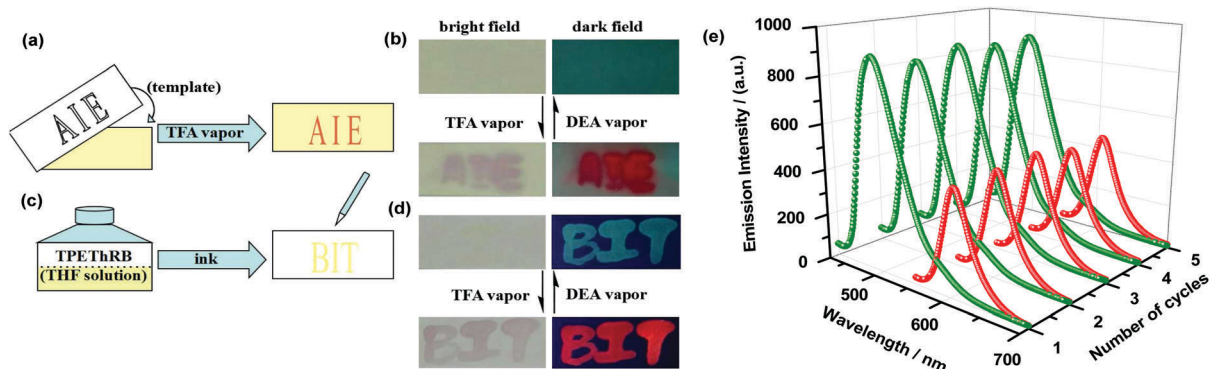 (a)
AIE
(template)
TFA vapor
AIE
(b)
bright field
dark field
TFA vapor
DEA vapor
AIE
AIE
(c)
TPEThRB
(THF solution)
ink
BIT
(d)
BIT
TFA vapor
DEA vapor
BIT
BIT
(e)
1000
800
600
400
200
0
Emission Intensity / (a.u.)
500
600
700
Wavelength / nm
1
2
3
4
5
Number of cycles